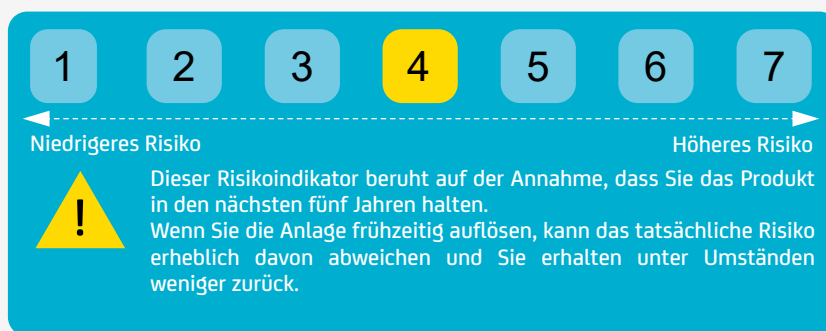 1 2 3 4 5 6 7
Niedrigeres Risiko Höheres Risiko
!
Dieser Risikoindikator beruht auf der Annahme, dass Sie das Produkt
in den nächsten fünf Jahren halten.
Wenn Sie die Anlage frühzeitig auflösen, kann das tatsächliche Risiko
erheblich davon abweichen und Sie erhalten unter Umständen
weniger zurück.